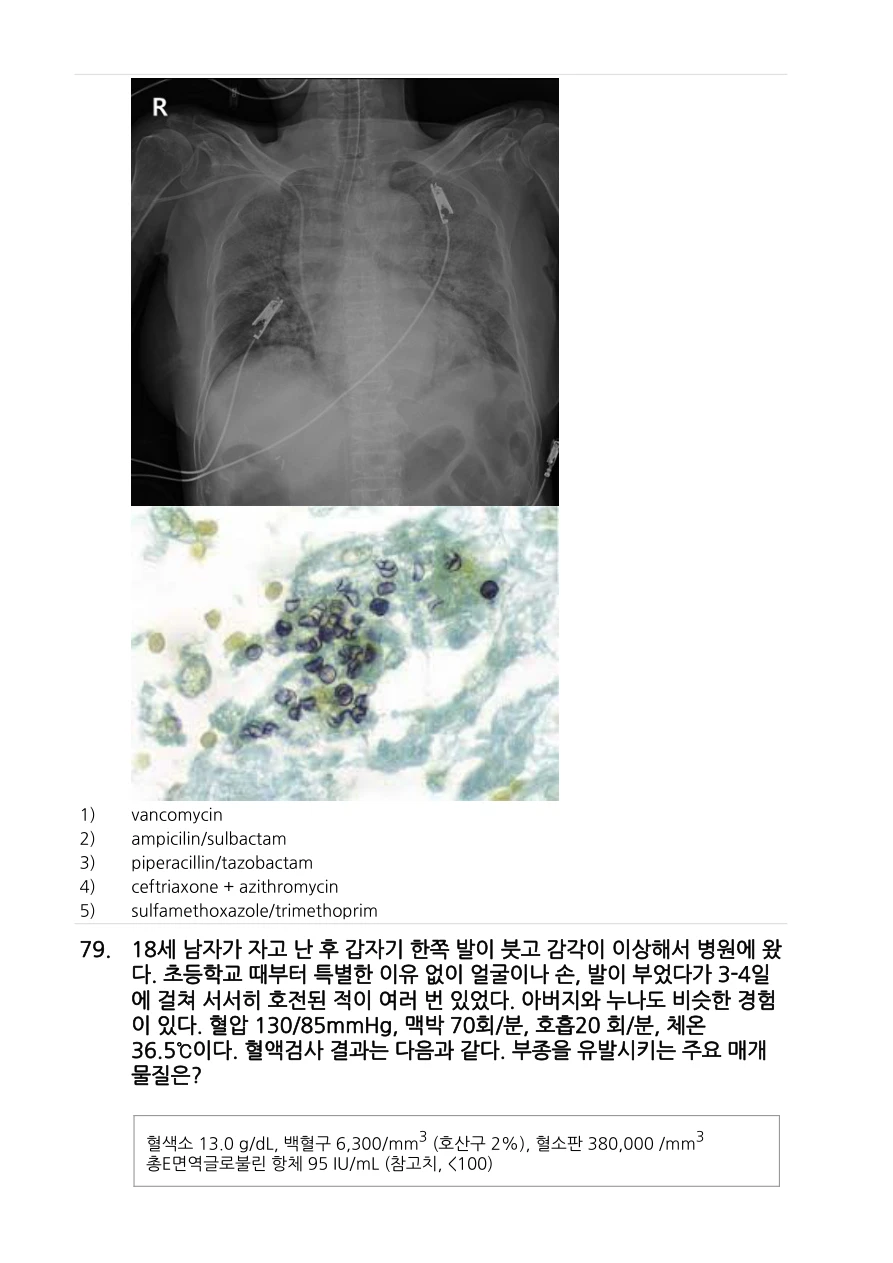 R
1) vancomycin
2) ampicilin/sulbactam
3) piperacillin/tazobactam
4) ceftriaxone + azithromycin
5) sulfamethoxazole/trimethoprim
79. 18세 남자가 자고 난 후 갑자기 한쪽 발이 붓고 감각이 이상해서 병원에 왔
다. 초등학교 때부터 특별한 이유 없이 얼굴이나 손, 발이 부었다가 3-4일
에 걸쳐 서서히 호전된 적이 여러 번 있었다. 아버지와 누나도 비슷한 경험
이 있다. 혈압 130/85mmHg, 맥박 70회/분, 호흡20 회/분, 체온
36.5℃이다. 혈액검사 결과는 다음과 같다. 부종을 유발시키는 주요 매개
물질은?
혈색소 13.0 g/dL, 백혈구 6,300/mm³ (호산구 2%), 혈소판 380,000 /mm³
총E면역글로불린 항체 95 IU/mL (참고치, <100)